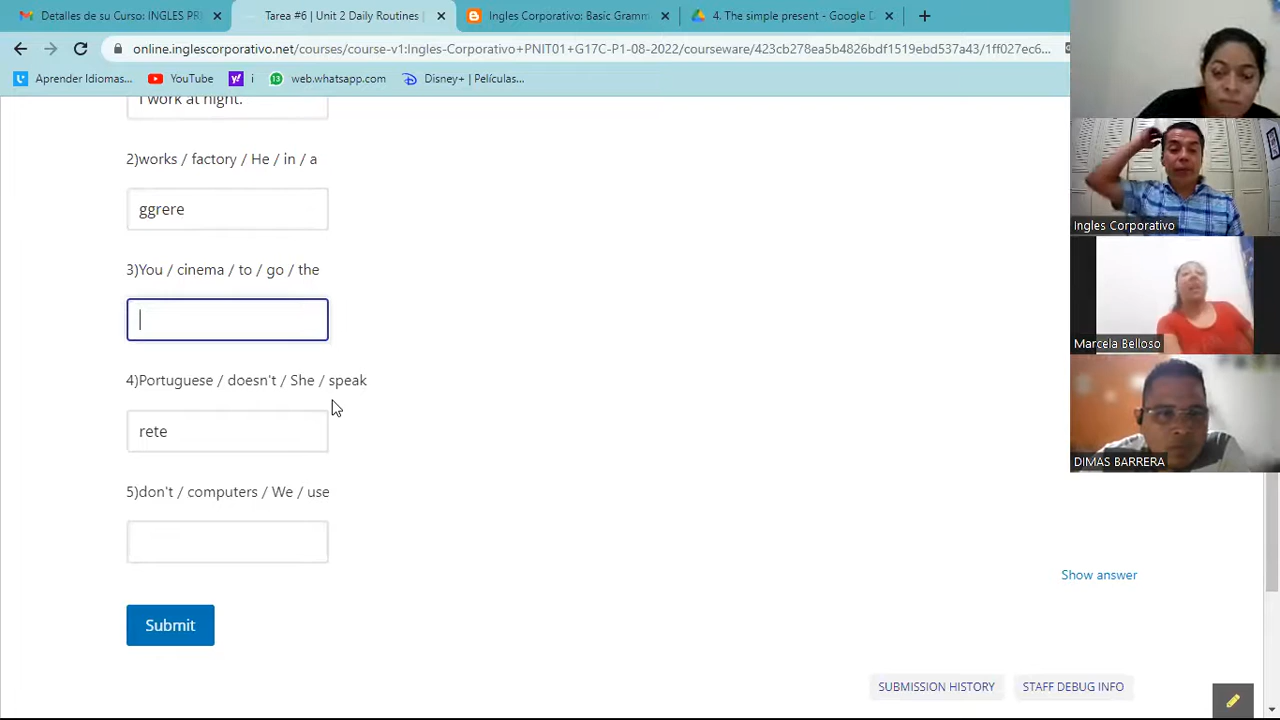 Detalles de su Curso: INGLES PR
Tarea #6 | Unit 2 Daily Routines |
Ingles Corporativo: Basic Gramm
4. The simple present - Google D
online.inglescorporativo.net/courses/course-v1:Ingles-Corporativo+PNIT01+G17C-P1-08-2022/courseware/423cb278ea5b4826bdf1519ebd537a43/1ff027ec6...
Aprender Idiomas...
YouTube
i
web.whatsapp.com
Disney+ | Películas,...
I work at night.
2)works / factory / He / in / a
ggrere
3)You / cinema / to / go / the
4)Portuguese / doesn't / She / speak
rete
5)don't / computers / We / use
Show answer
Submit
SUBMISSION HISTORY
STAFF DEBUG INFO
Ingles Corporativo
Marcela Belloso
DIMAS BARRERA